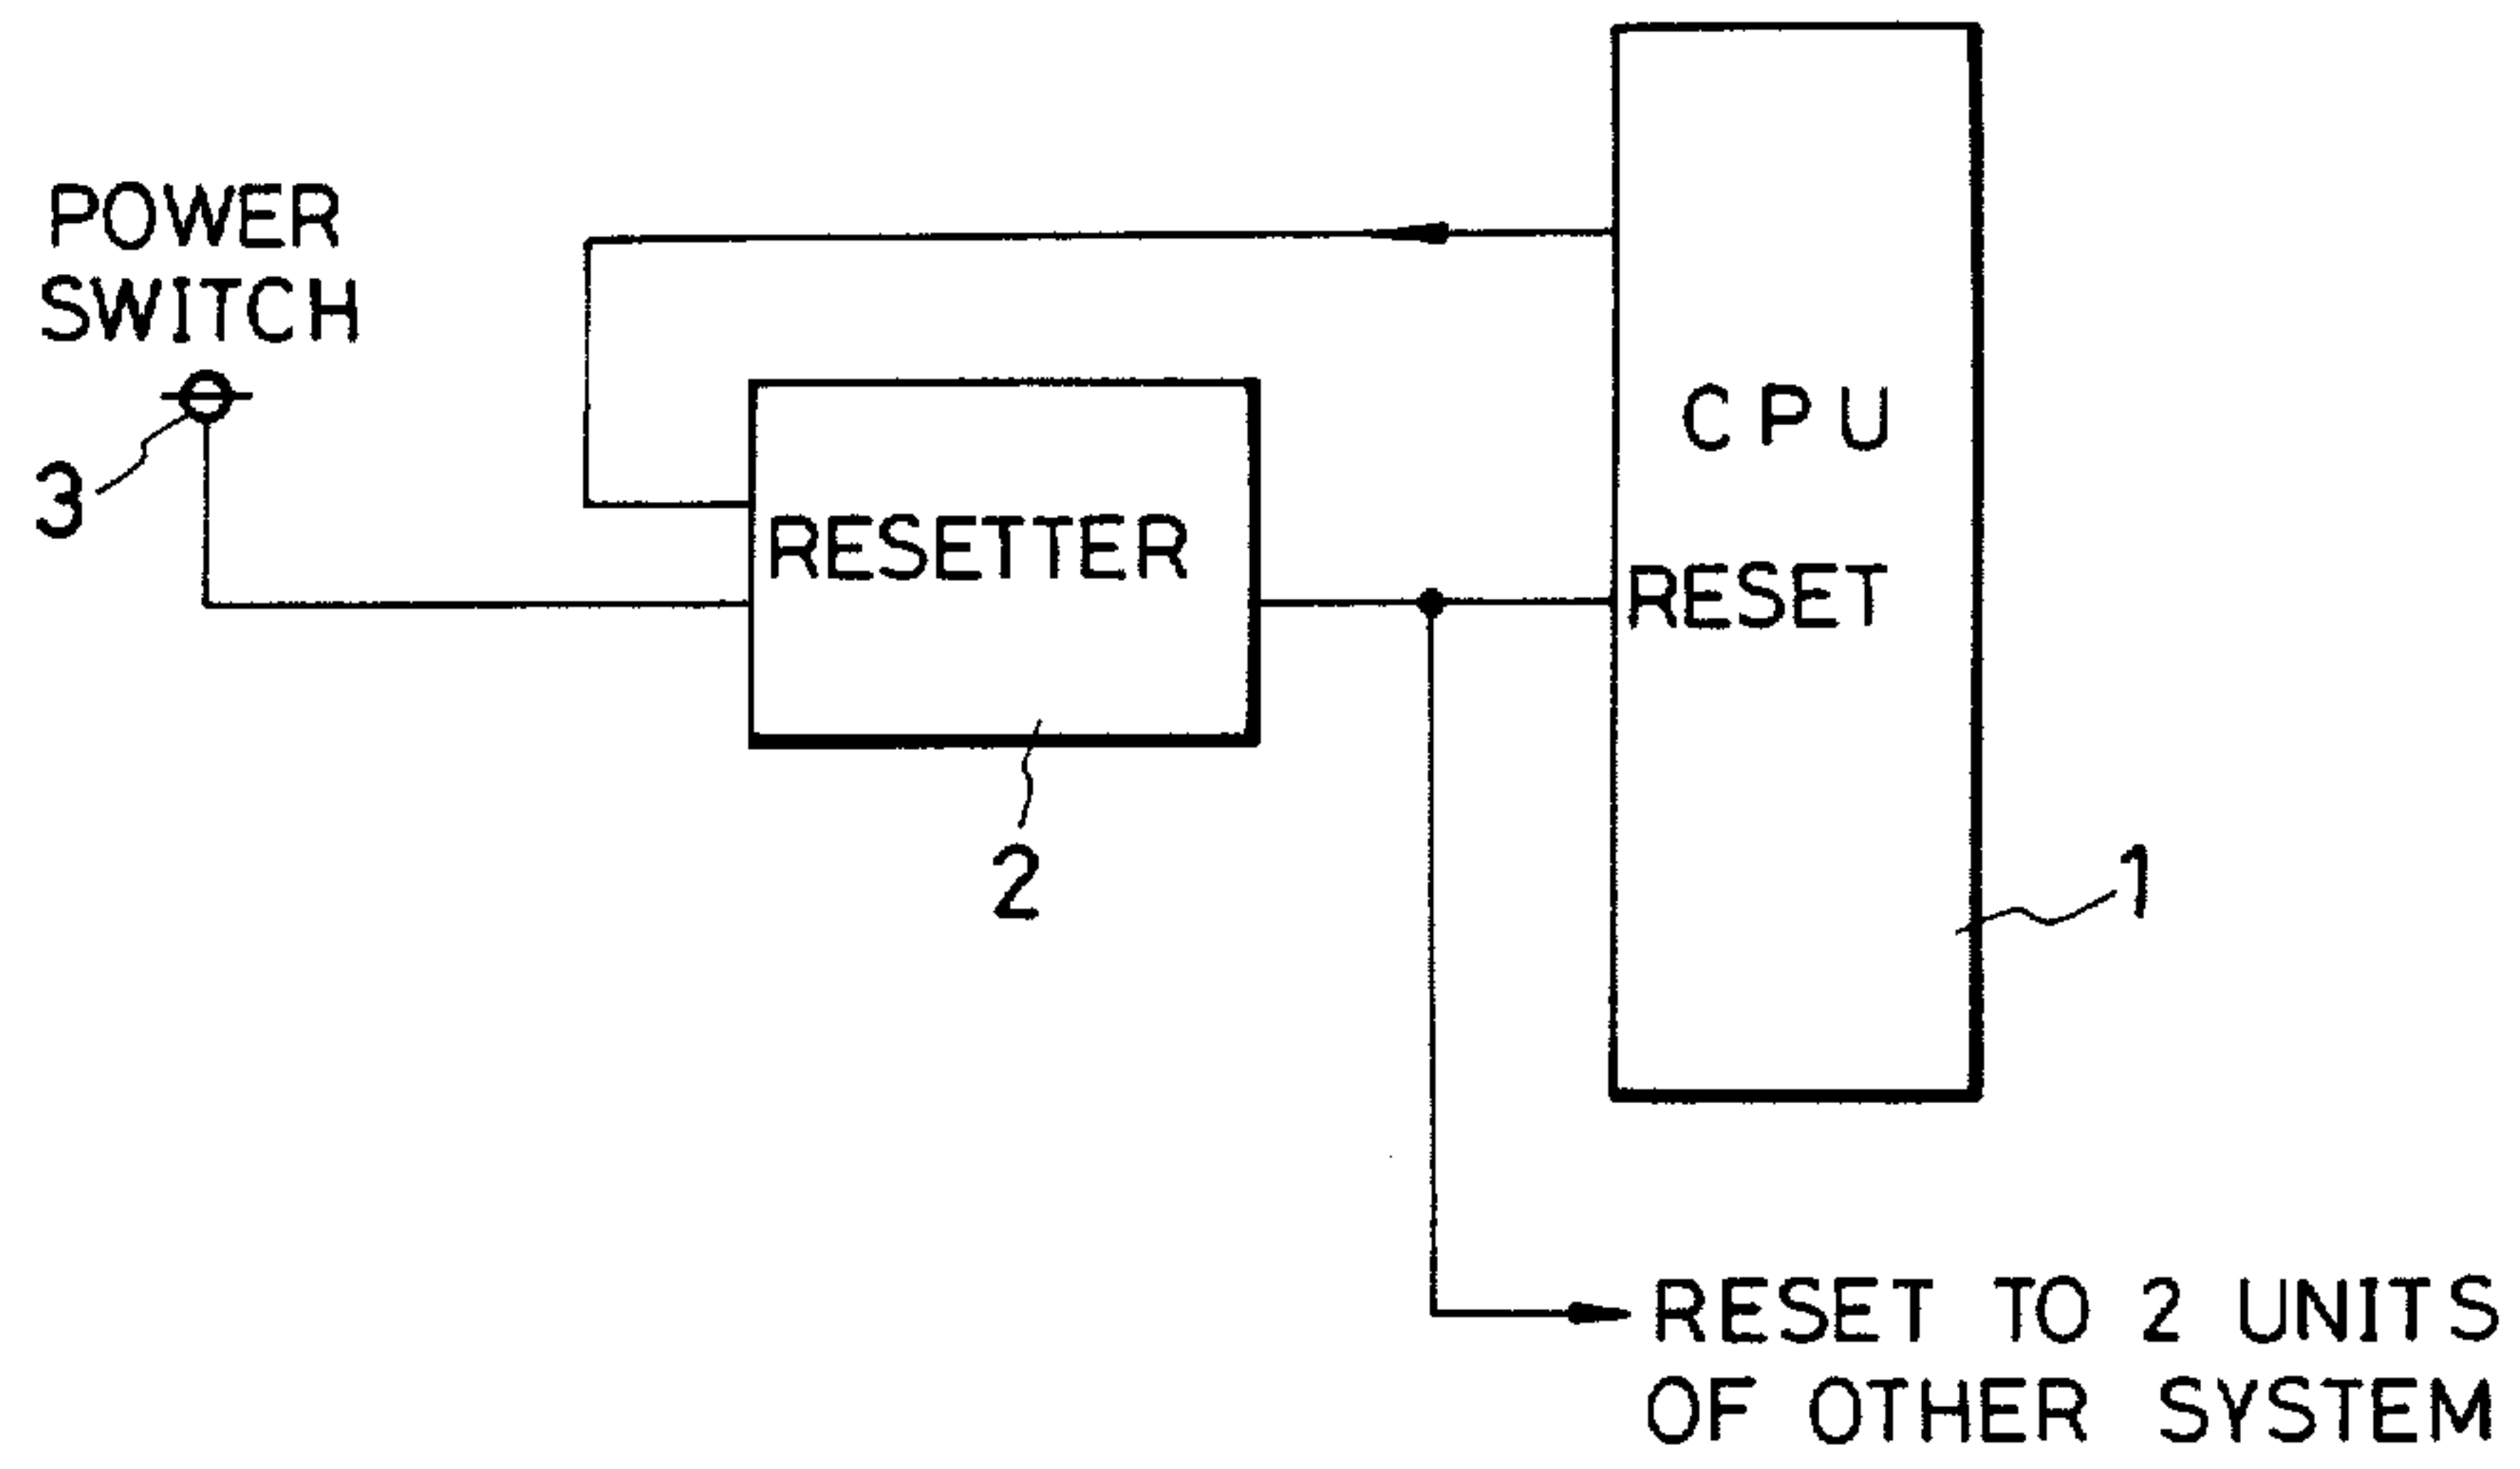 POWER
SWITCH
3
RESETTER
2
CPU
RESET
1
RESET TO 2 UNITS
OF OTHER SYSTEM